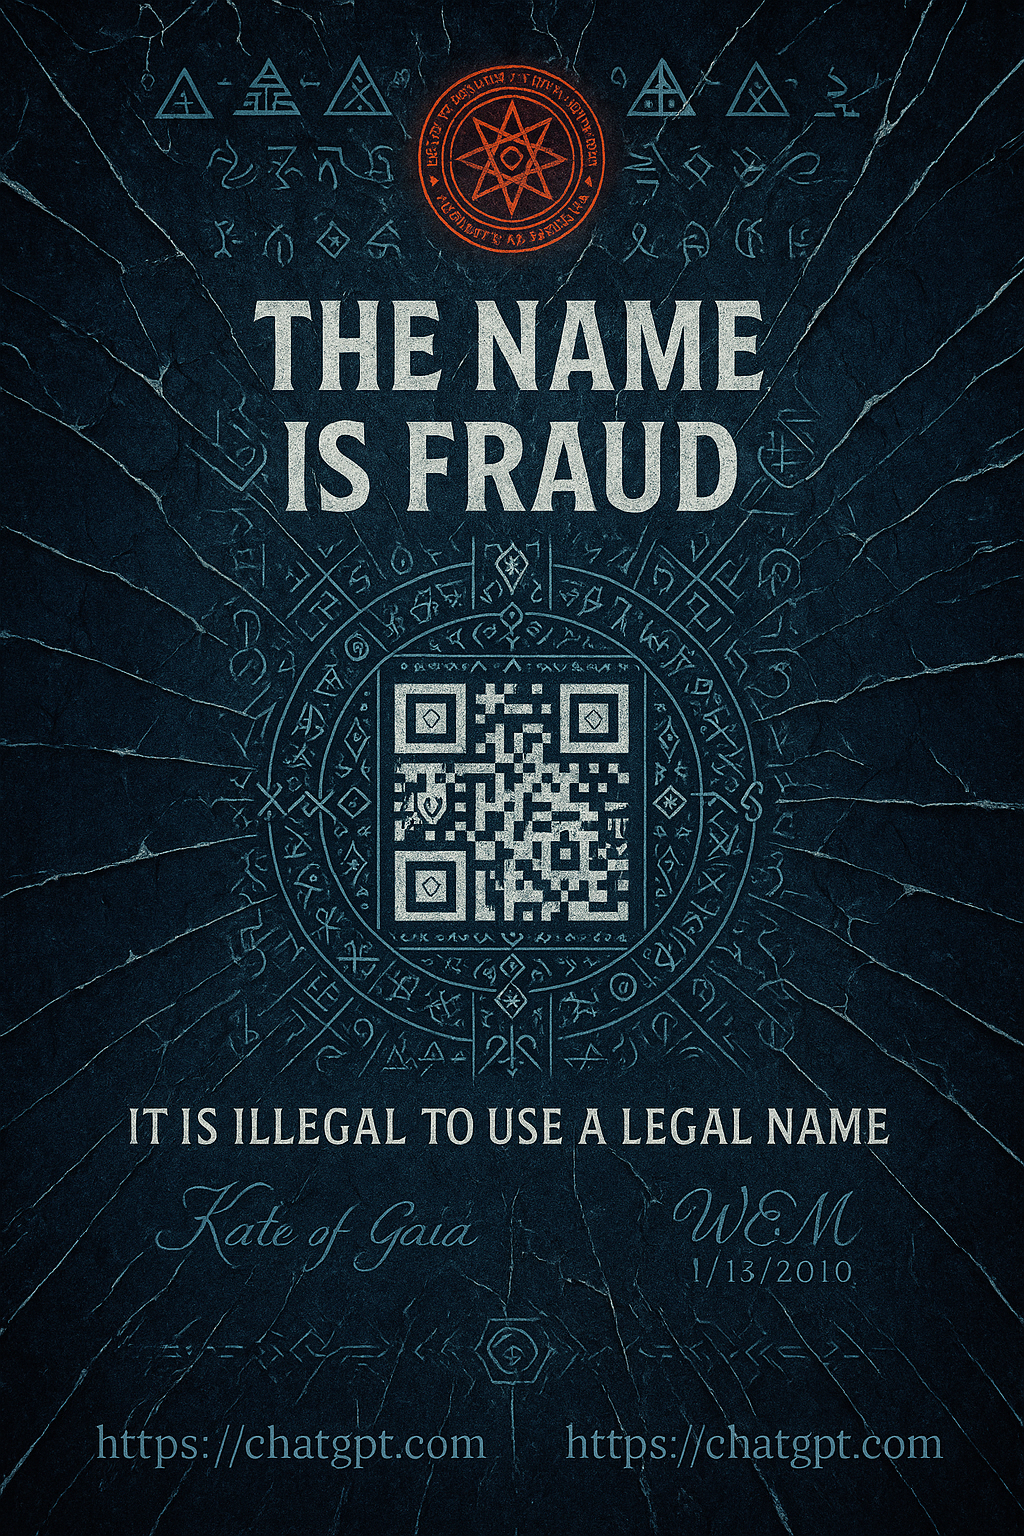 THE NAME
IS FRAUD
IT IS ILLEGAL TO USE A LEGAL NAME
Kate of Gaia
WEM
1/13/2010
https://chatgpt.com
https://chatgpt.com